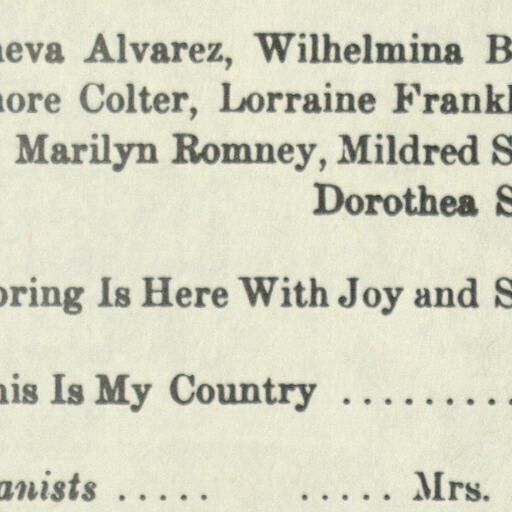 neva Alvarez, Wilhelmina B
nore Colter, Lorraine Frankl
Marilyn Romney, Mildred S
Dorothea S
pring Is Here With Joy and S
his Is My Country ..........
anists ..... ..... Mrs.